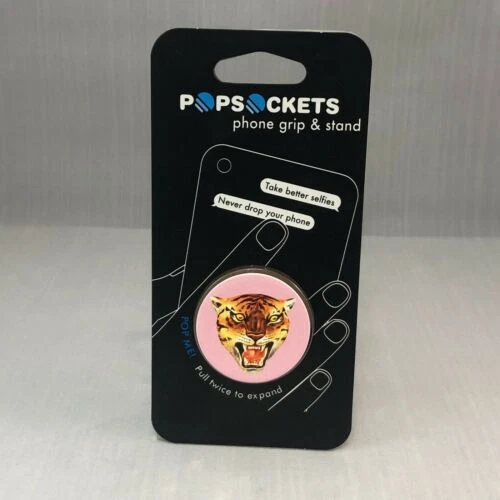 POPSOCKETS
phone grip & stand
Take better selfies
Never drop your phone
POP ME!
Pull twice to expand